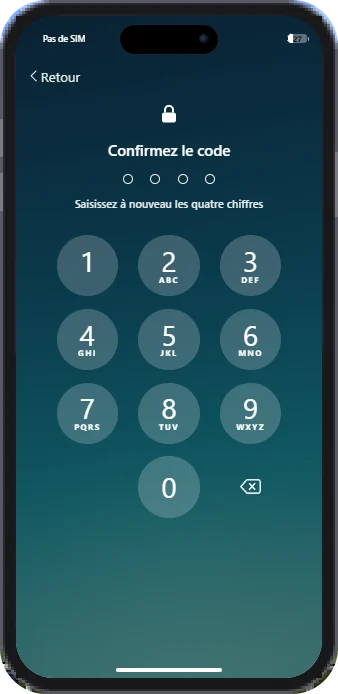 Pas de SIM
27
Retour
Confirmez le code
Saisissez à nouveau les quatre chiffres
1
2
ABC
3
DEF
4
GHI
5
JKL
6
MNO
7
PQRS
8
TUV
9
WXYZ
0